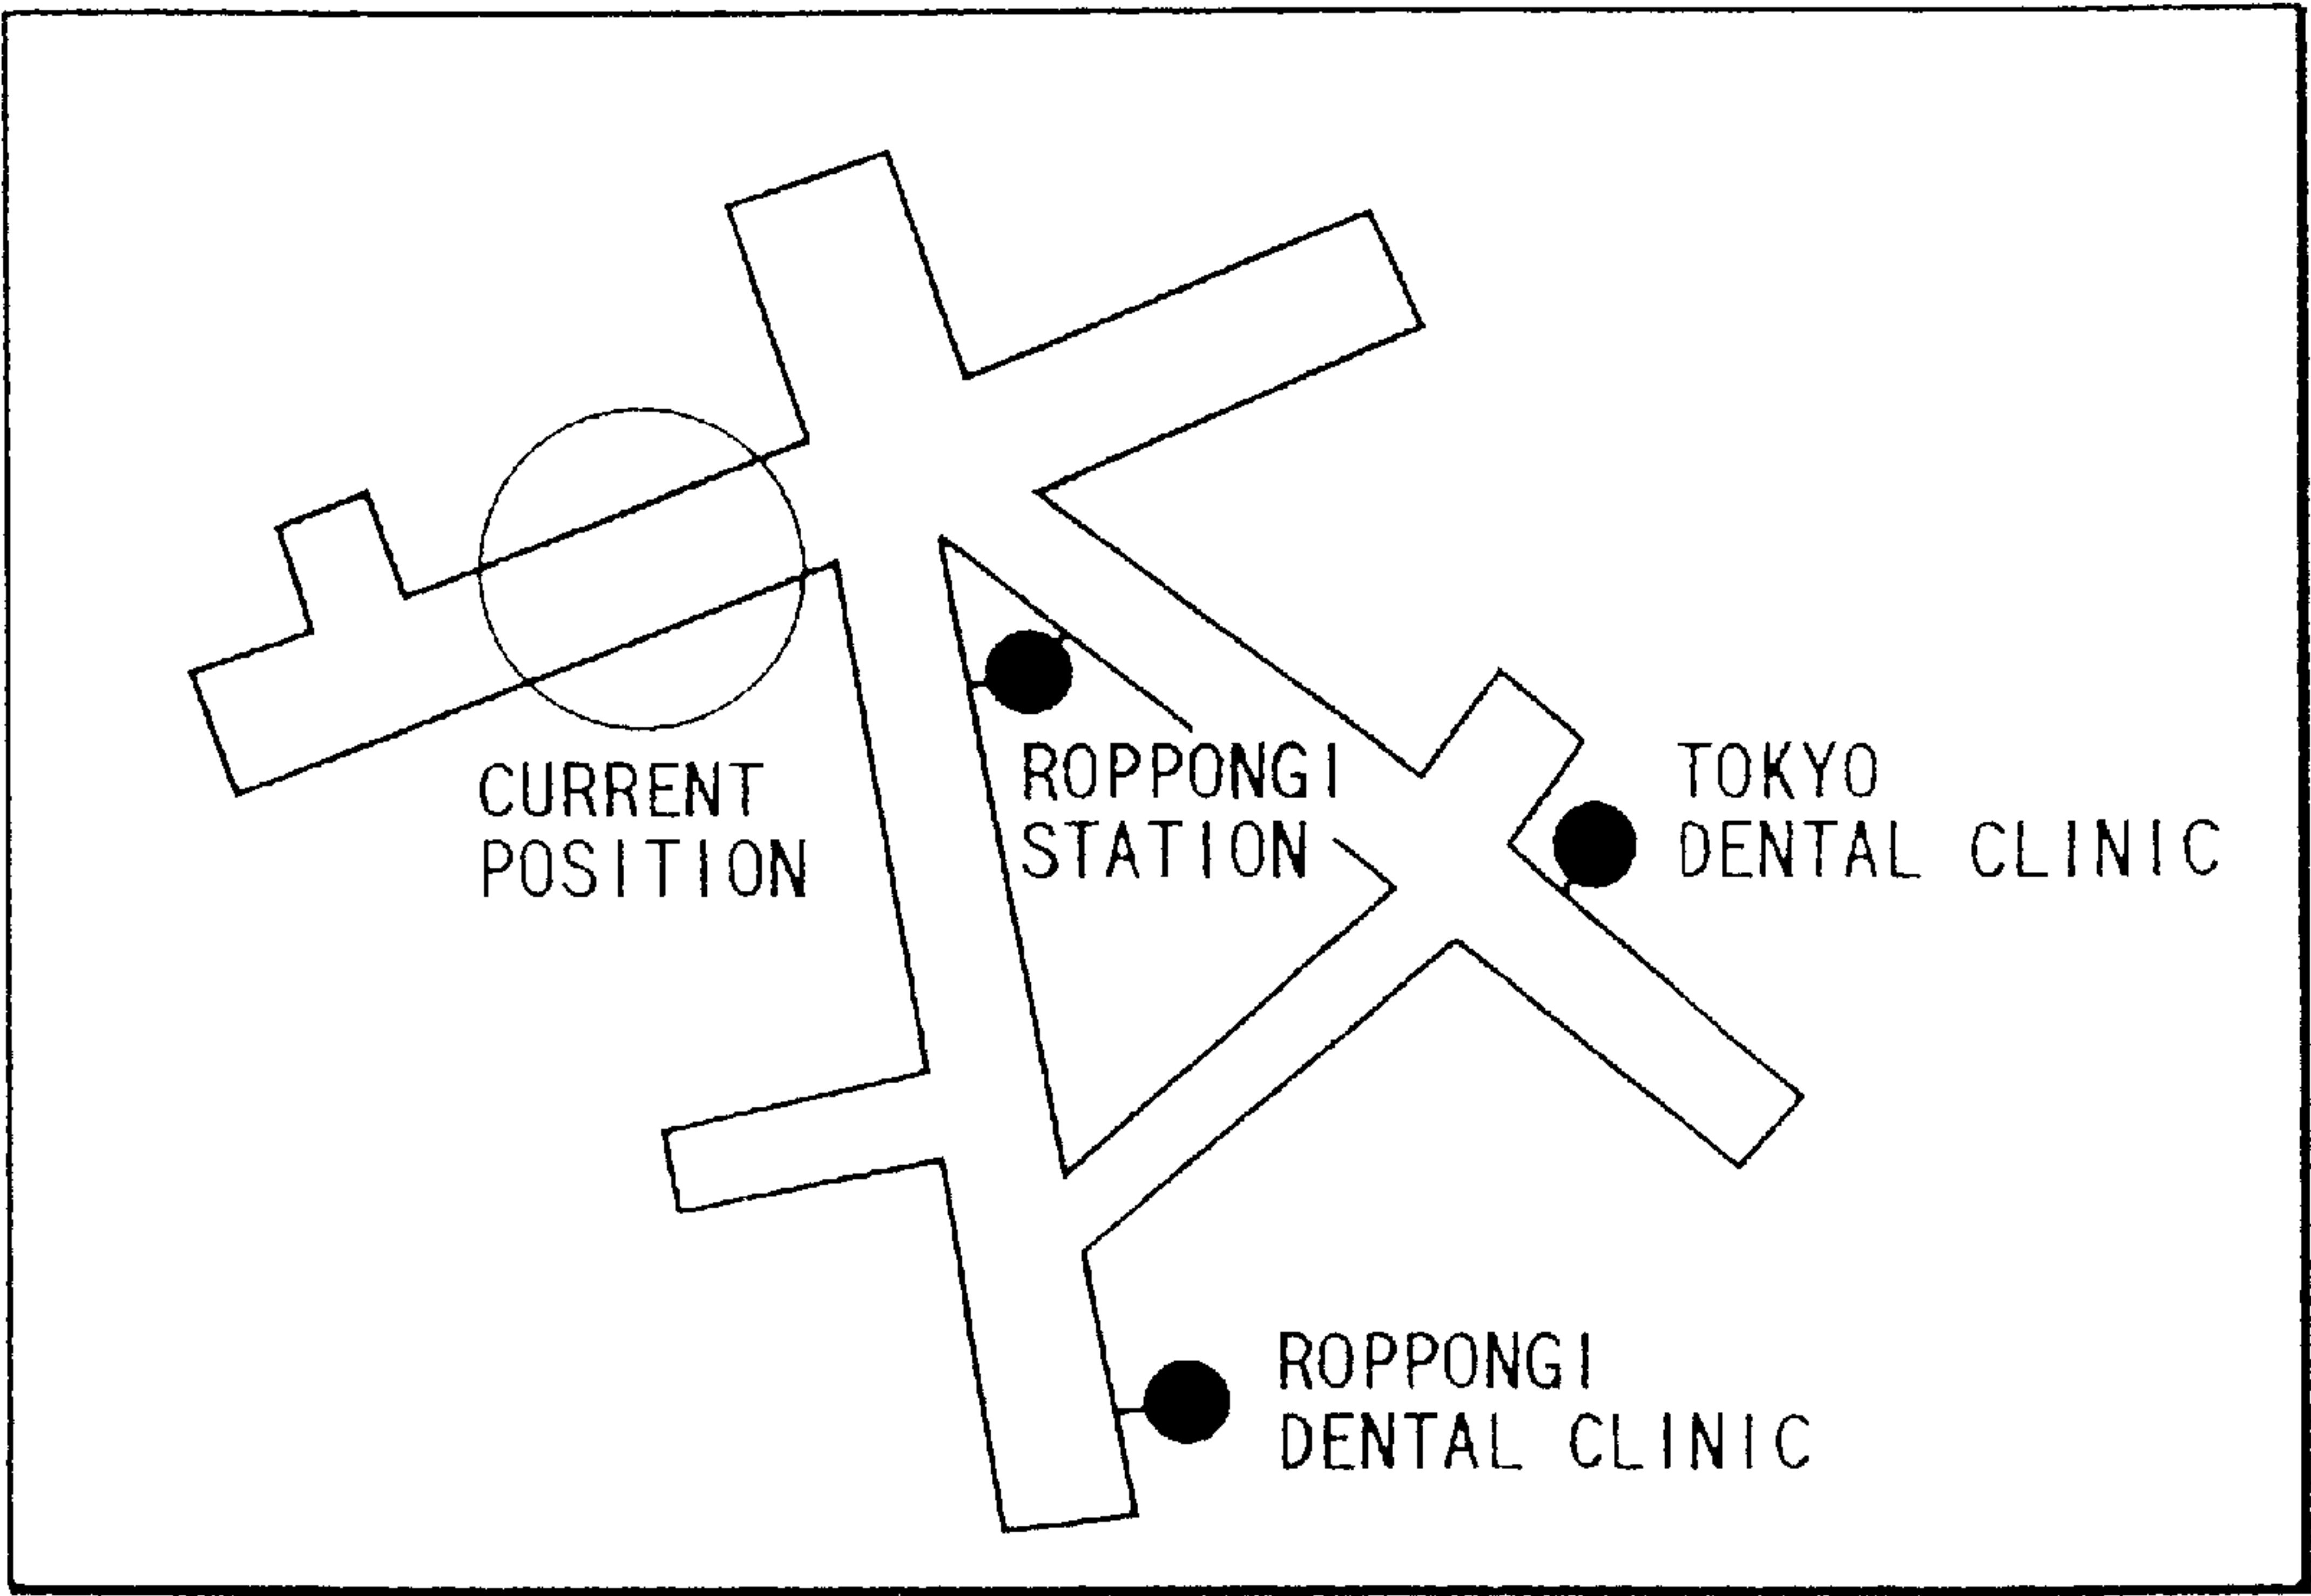 CURRENT
POSITION
ROPPONGI
STATION
TOKYO
DENTAL CLINIC
ROPPONGI
DENTAL CLINIC